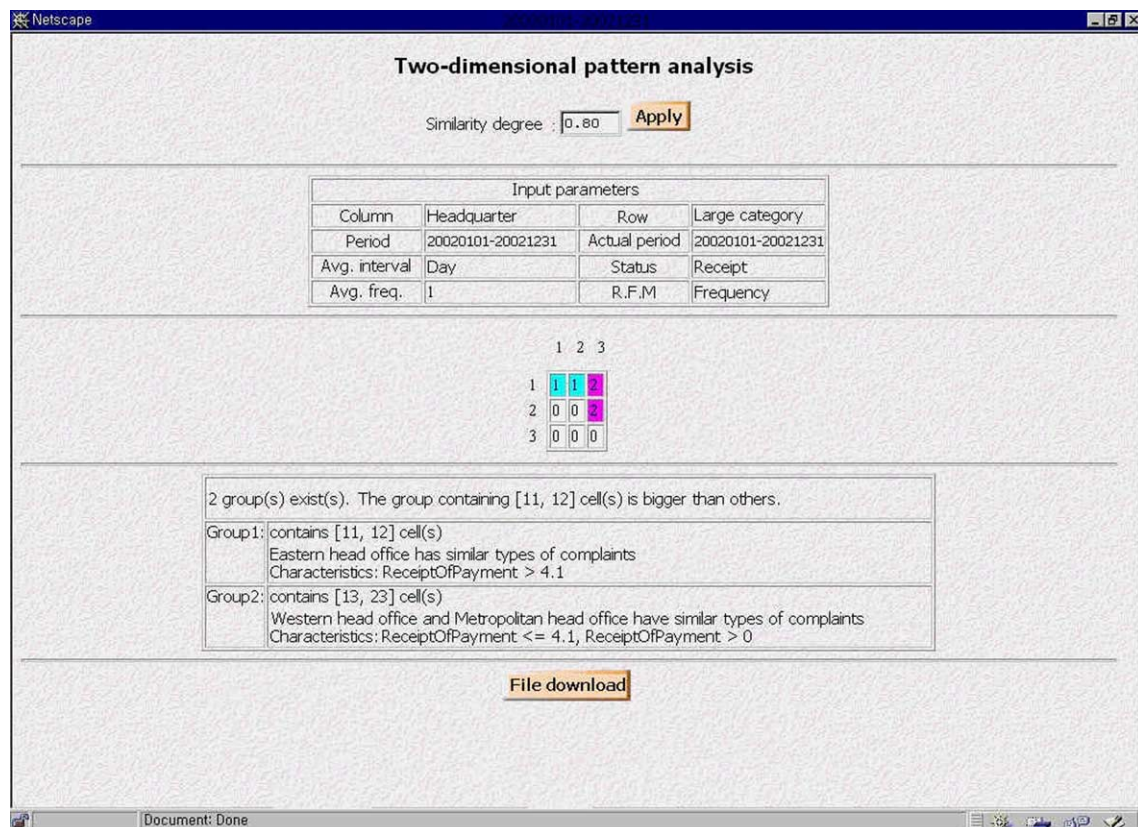 Netscape
20020101-20021231
Two-dimensional pattern analysis
Similarity degree : 0.80 Apply
Input parameters
Column Headquarter Row Large category
Period 20020101-20021231 Actual period 20020101-20021231
Avg. interval Day Status Receipt
Avg. freq. 1 R.F.M Frequency
1 2 3
1 1 1 2
2 0 0 2
3 0 0 0
2 group(s) exist(s). The group containing [11, 12] cell(s) is bigger than others.
Group1: contains [11, 12] cell(s)
Eastern head office has similar types of complaints
Characteristics: ReceiptOfPayment > 4.1
Group2: contains [13, 23] cell(s)
Western head office and Metropolitan head office have similar types of complaints
Characteristics: ReceiptOfPayment <= 4.1, ReceiptOfPayment > 0
File download
Document: Done